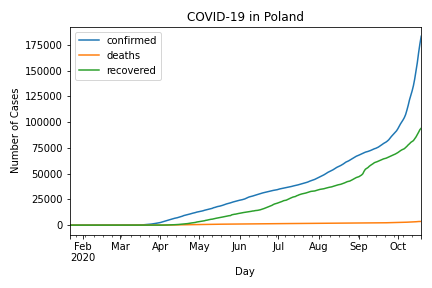 COVID-19 in Poland
confirmed
deaths
recovered
Number of Cases
175000
150000
125000
100000
75000
50000
25000
0
Feb Mar Apr May Jun Jul Aug Sep Oct
2020
Day